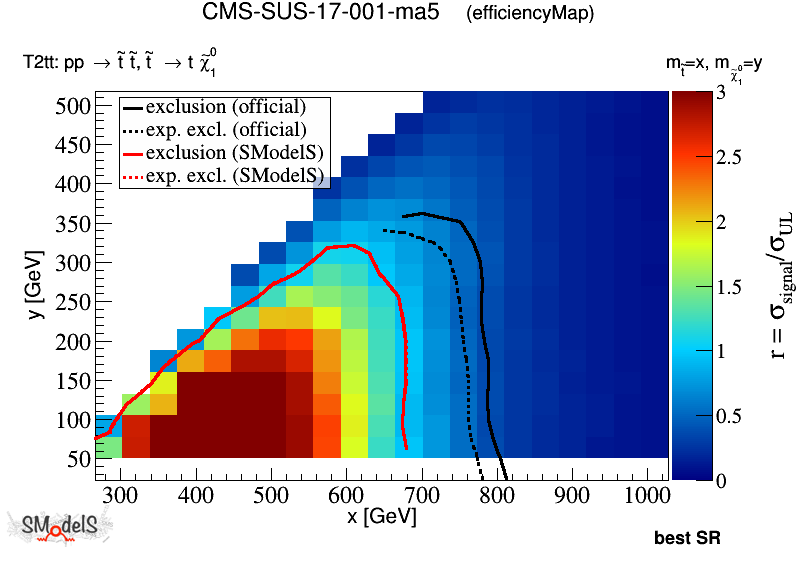 CMS-SUS-17-001-ma5 (efficiencyMap)
T2tt: pp → t̃ t̃, t̃ → t χ̃⁰₁
m_t̃=x, m_χ̃⁰₁=y
exclusion (official)
exp. excl. (official)
exclusion (SModelS)
exp. excl. (SModelS)
500
450
400
350
300
250
200
150
100
50
y [GeV]
300 400 500 600 700 800 900 1000
x [GeV]
3
2.5
2
1.5
1
0.5
0
r = σ_signal/σ_UL
SModelS
best SR